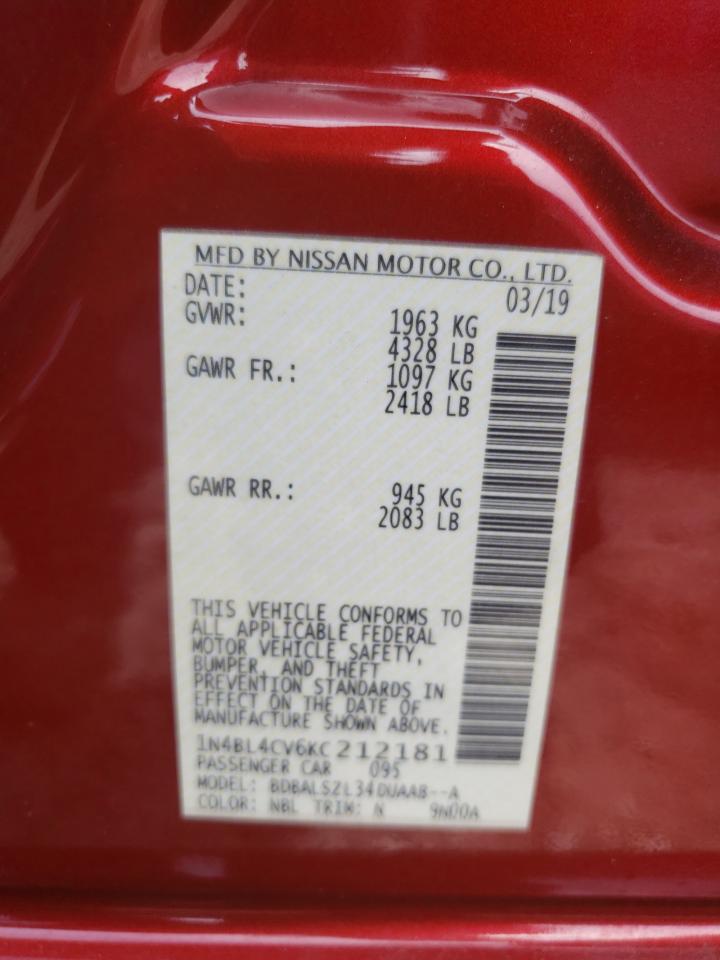 MFD BY NISSAN MOTOR CO., LTD.
DATE: 03/19
GVWR: 1963 KG
4328 LB
GAWR FR.: 1097 KG
2418 LB
GAWR RR.: 945 KG
2083 LB
THIS VEHICLE CONFORMS TO
ALL APPLICABLE FEDERAL
MOTOR VEHICLE SAFETY,
BUMPER, AND THEFT
PREVENTION STANDARDS IN
EFFECT ON THE DATE OF
MANUFACTURE SHOWN ABOVE.
1N4BL4CV6KC212181
PASSENGER CAR 095
MODEL: BDBALSZL34DUAAB--A
COLOR: NBL TRIM: N 9N00A